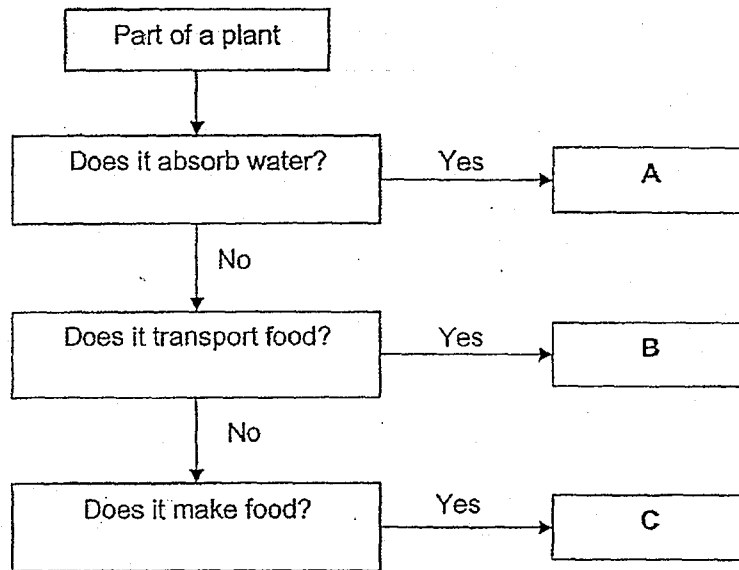 Part of a plant
Does it absorb water?
Yes
A
No
Does it transport food?
Yes
B
No
Does it make food?
Yes
C